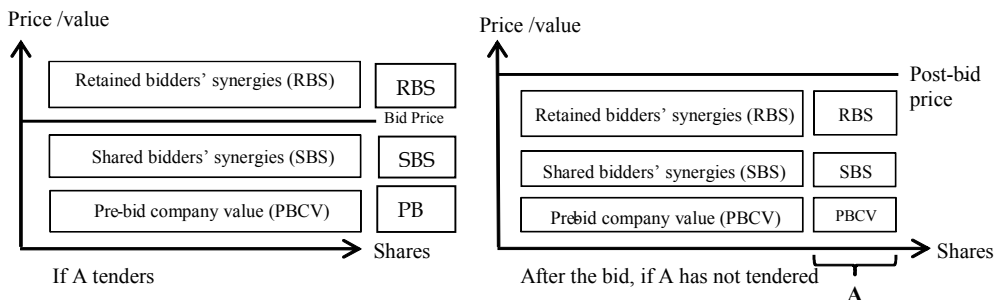 Price /value
Retained bidders' synergies (RBS)
RBS
Bid Price
Shared bidders' synergies (SBS)
SBS
Pre-bid company value (PBCV)
PB
Shares
If A tenders
Price /value
Post-bid
price
Retained bidders' synergies (RBS)
RBS
Shared bidders' synergies (SBS)
SBS
Pre-bid company value (PBCV)
PBCV
Shares
After the bid, if A has not tendered
A